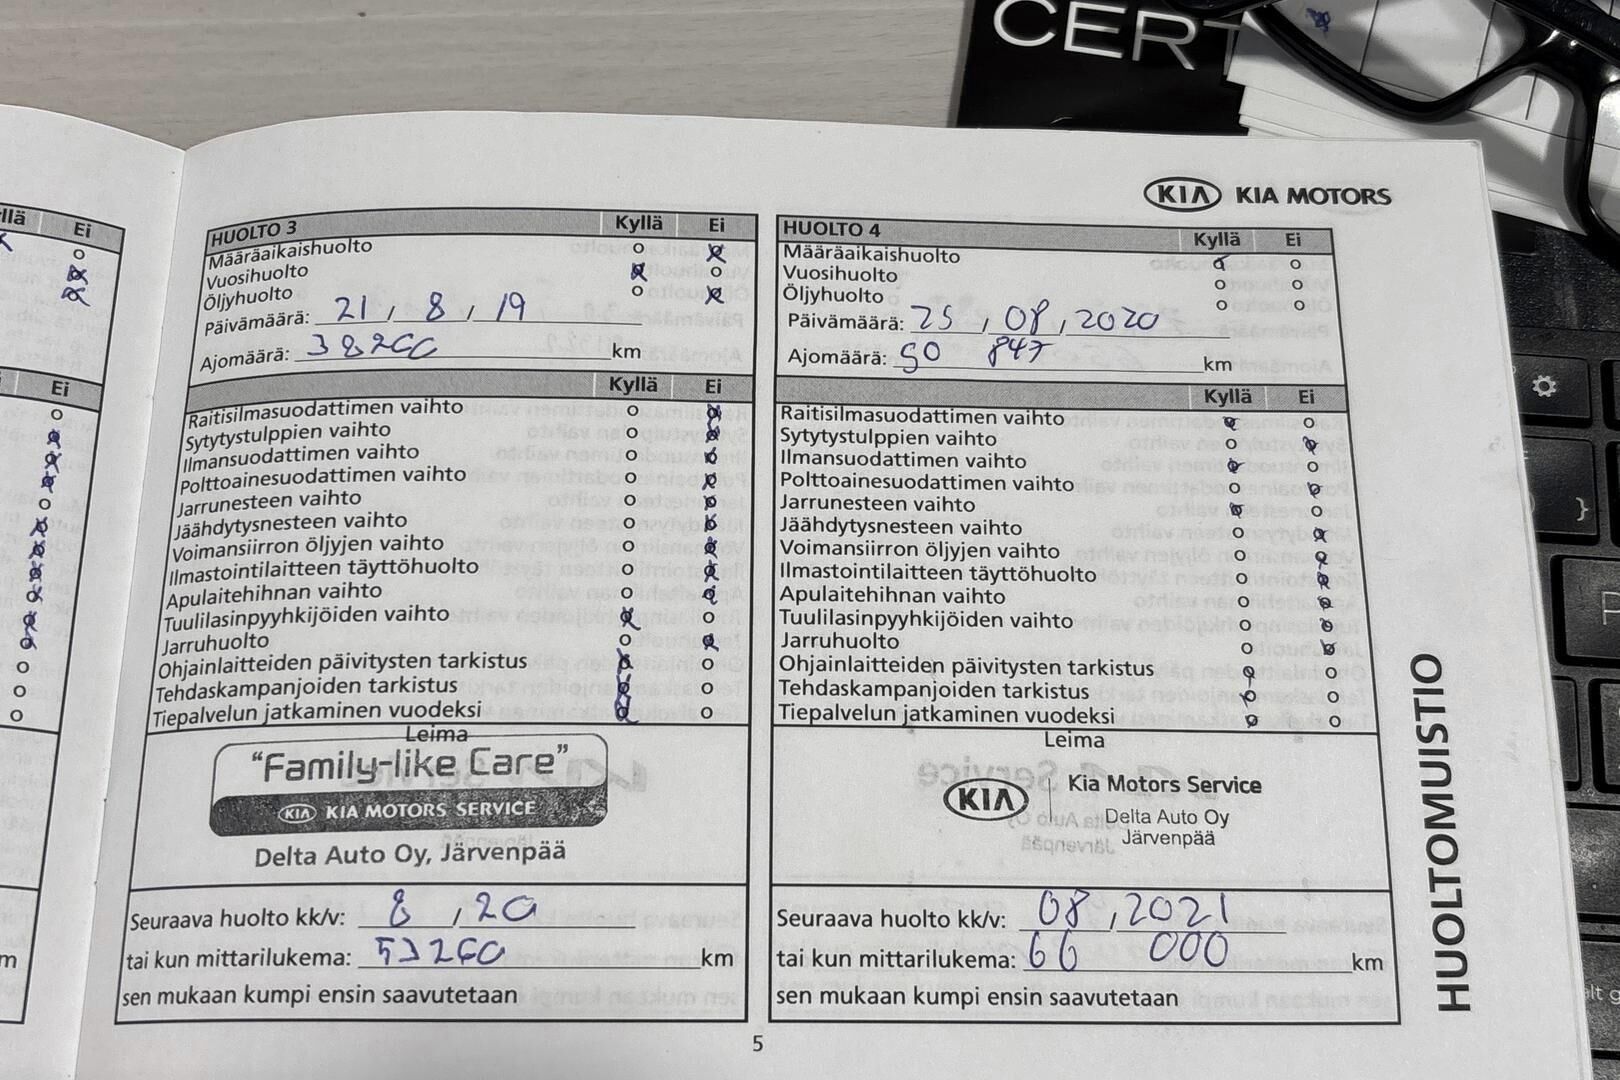 CERT
KIA KIA MOTORS
llä Ei
Ei
m
HUOLTO 3 Kyllä Ei
Määräaikaishuolto
Vuosihuolto
Öljyhuolto
Päivämäärä: 21 / 8 / 19
Ajomäärä: 38200 km
Kyllä Ei
Raitisilmasuodattimen vaihto
Sytytystulppien vaihto
Ilmansuodattimen vaihto
Polttoainesuodattimen vaihto
Jarrunesteen vaihto
Jäähdytysnesteen vaihto
Voimansiirron öljyjen vaihto
Ilmastointilaitteen täyttöhuolto
Apulaitehihnan vaihto
Tuulilasinpyyhkijöiden vaihto
Jarruhuolto
Ohjainlaitteiden päivitysten tarkistus
Tehdaskampanjoiden tarkistus
Tiepalvelun jatkaminen vuodeksi
Leima
"Family-like Care"
KIA KIA MOTORS SERVICE
Delta Auto Oy, Järvenpää
Seuraava huolto kk/v: 8 / 20
tai kun mittarilukema: 53200 km
sen mukaan kumpi ensin saavutetaan
HUOLTO 4 Kyllä Ei
Määräaikaishuolto
Vuosihuolto
Öljyhuolto
Päivämäärä: 25 / 08 / 2020
Ajomäärä: 50 847 km
Kyllä Ei
Raitisilmasuodattimen vaihto
Sytytystulppien vaihto
Ilmansuodattimen vaihto
Polttoainesuodattimen vaihto
Jarrunesteen vaihto
Jäähdytysnesteen vaihto
Voimansiirron öljyjen vaihto
Ilmastointilaitteen täyttöhuolto
Apulaitehihnan vaihto
Tuulilasinpyyhkijöiden vaihto
Jarruhuolto
Ohjainlaitteiden päivitysten tarkistus
Tehdaskampanjoiden tarkistus
Tiepalvelun jatkaminen vuodeksi
Leima
KIA Kia Motors Service
Delta Auto Oy
Järvenpää
Seuraava huolto kk/v: 08 / 2021
tai kun mittarilukema: 66 000 km
sen mukaan kumpi ensin saavutetaan
HUOLTOMUISTIO
5